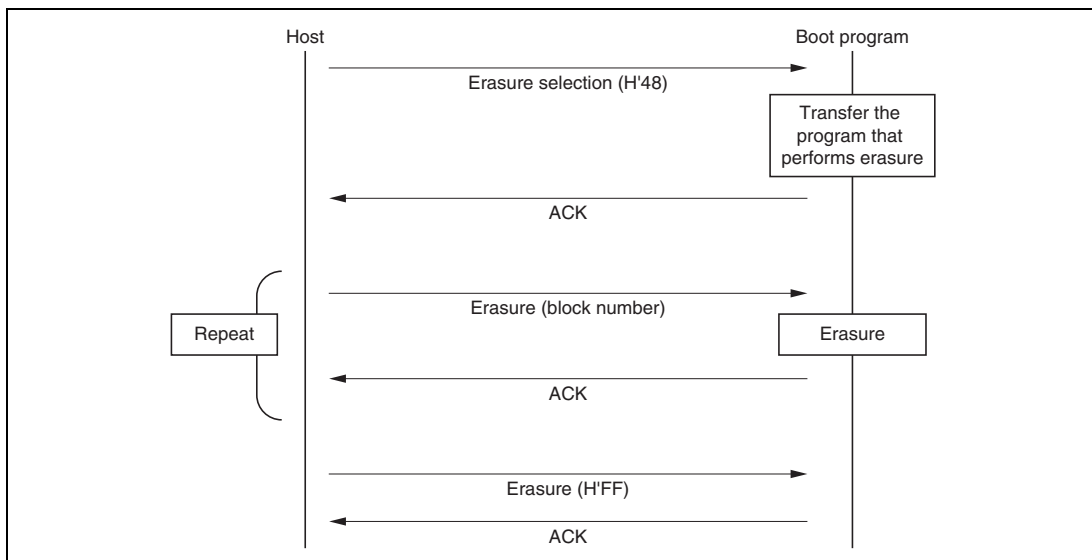 Host
Boot program
Erasure selection (H'48)
Transfer the
program that
performs erasure
ACK
Erasure (block number)
Repeat
Erasure
ACK
Erasure (H'FF)
ACK